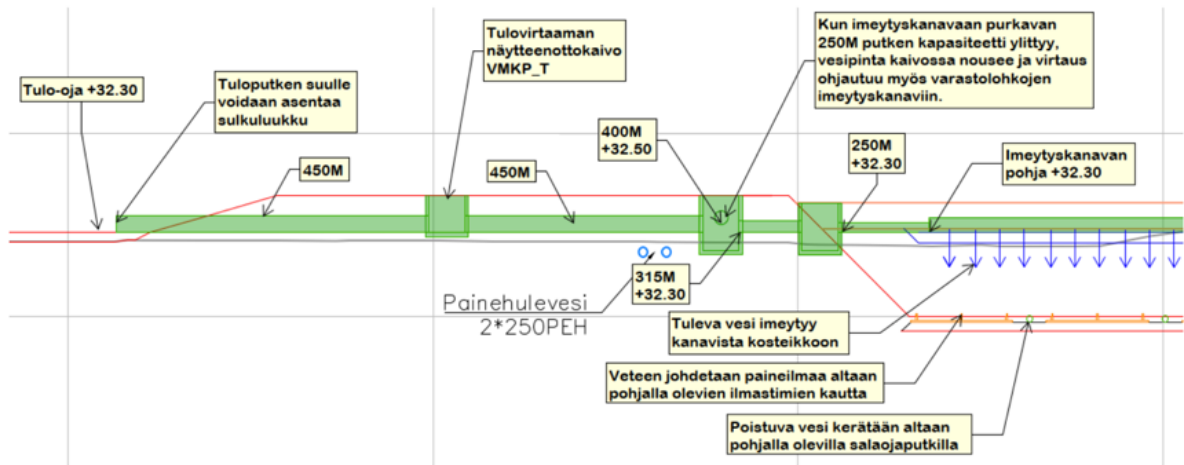 Tulo-oja +32.30
Tuloputken suulle
voidaan asentaa
sulkuluukku
Tulovirtaaman
näytteenottokaivo
VMKP_T
Kun imeytyskanavaan purkavan
250M putken kapasiteetti ylittyy,
vesipinta kaivossa nousee ja virtaus
ohjautuu myös varastolohkojen
imeytyskanaviin.
450M
450M
400M
+32.50
250M
+32.30
Imeytyskanavan
pohja +32.30
315M
+32.30
Painehulevesi
2*250PEH
Tuleva vesi imeytyy
kanavista kosteikkoon
Veteen johdetaan paineilmaa altaan
pohjalla olevien ilmastimien kautta
Poistuva vesi kerätään altaan
pohjalla olevilla salaojaputkilla